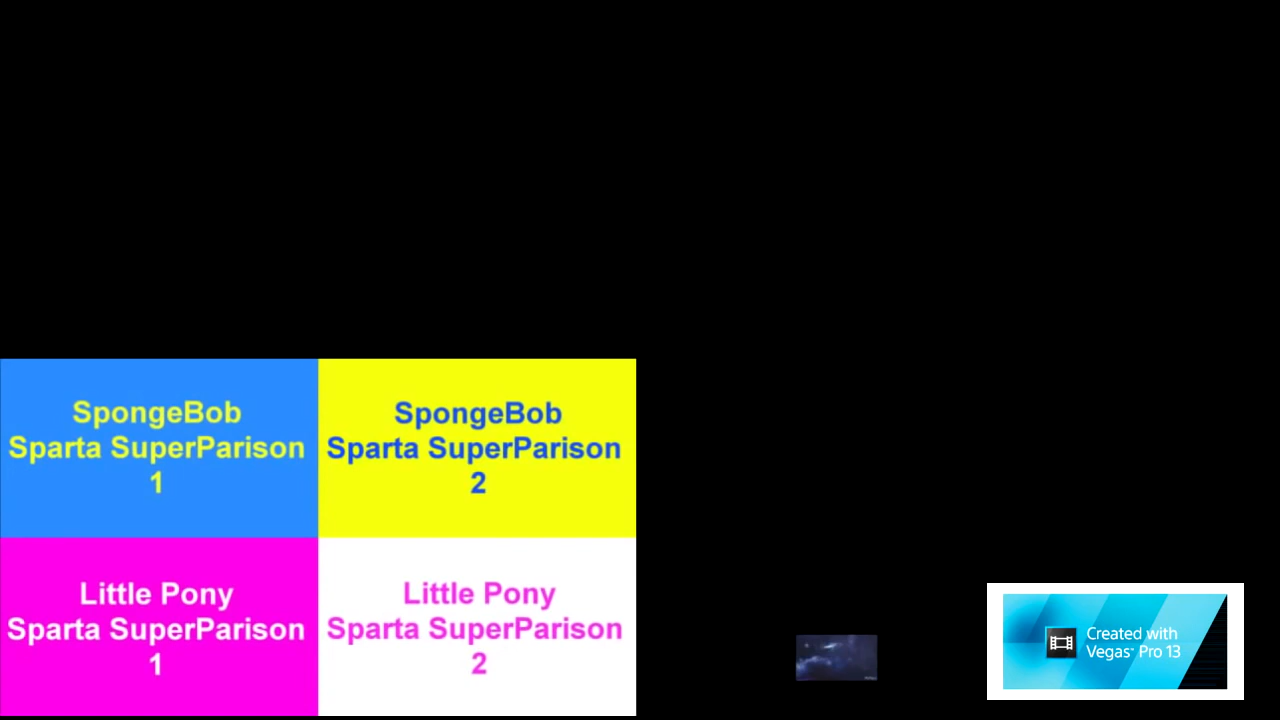 SpongeBob
Sparta SuperParison
1
SpongeBob
Sparta SuperParison
2
Little Pony
Sparta SuperParison
1
Little Pony
Sparta SuperParison
2
Created with
Vegas™ Pro 13